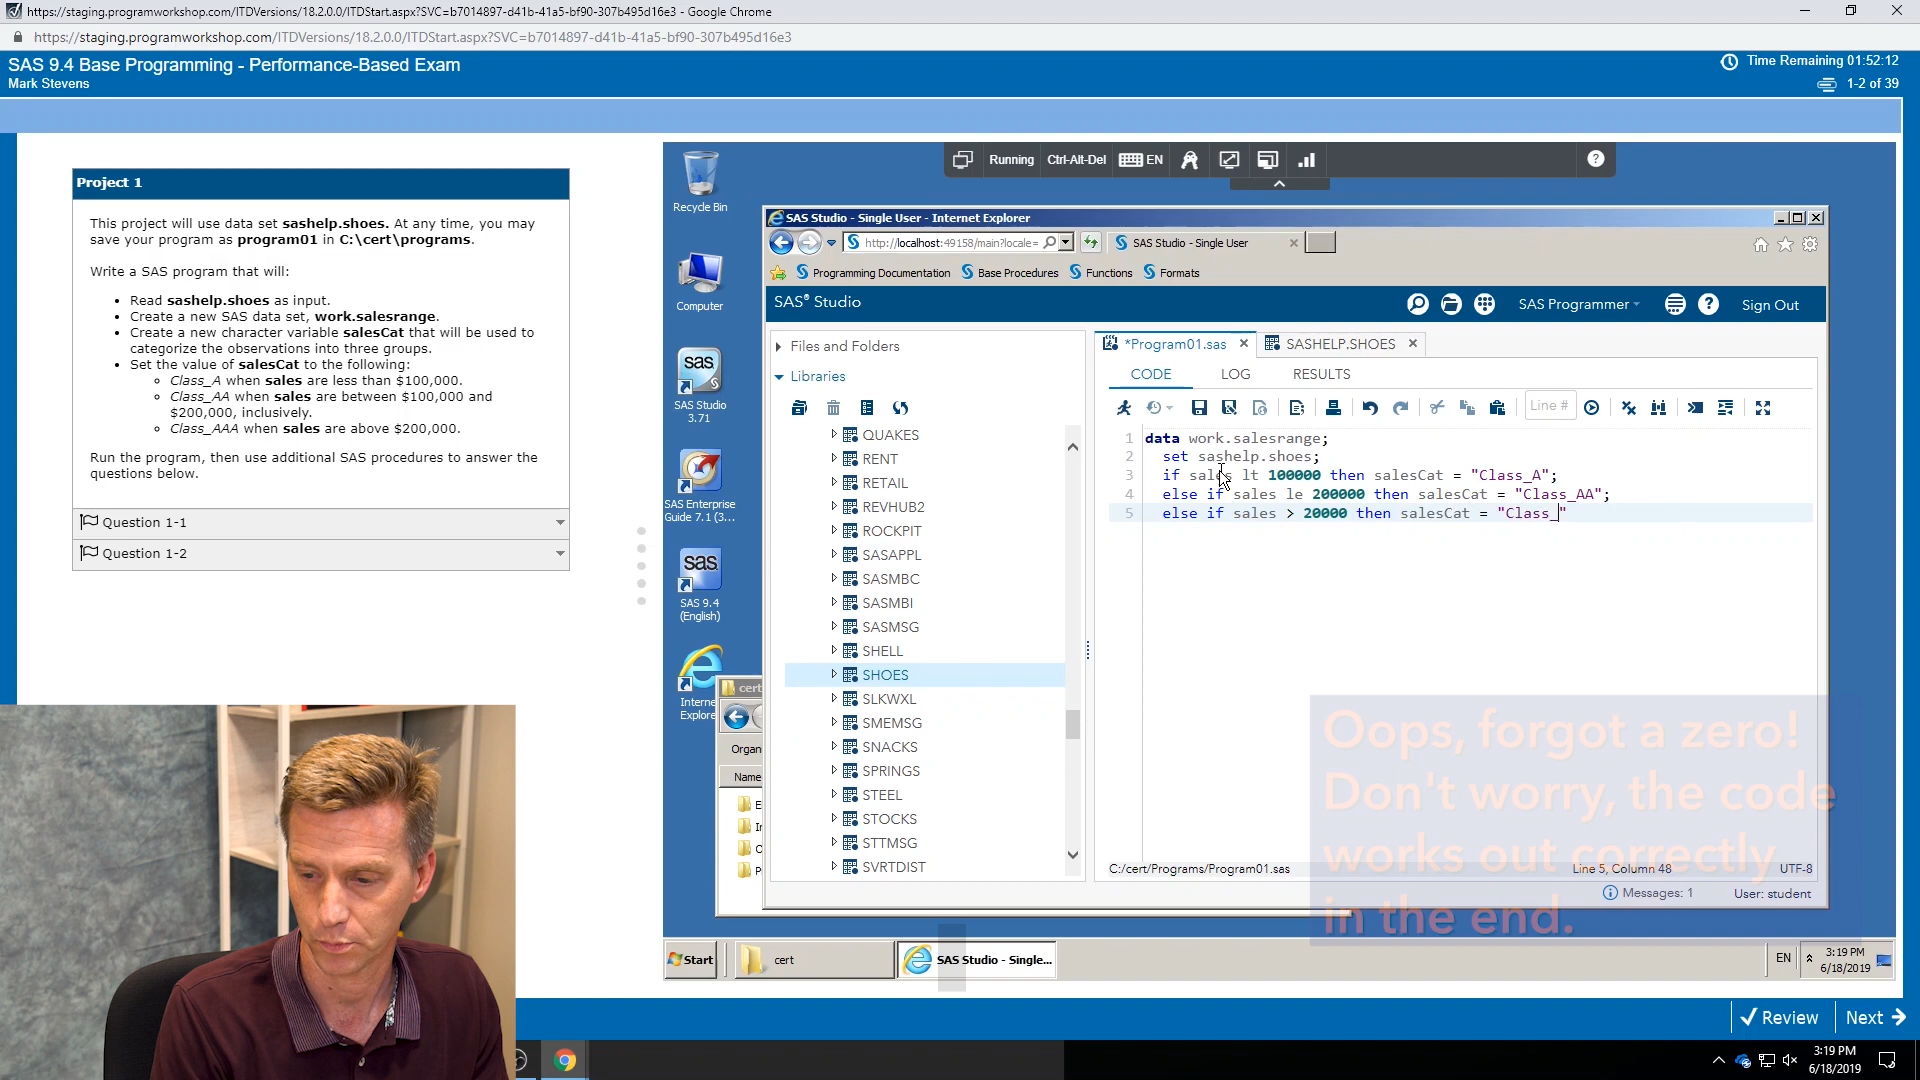 https://staging.programworkshop.com/ITDVersions/18.2.0.0/ITDStart.aspx?SVC=b7014897-d41b-41a5-bf90-307b495d16e3 - Google Chrome
https://staging.programworkshop.com/ITDVersions/18.2.0.0/ITDStart.aspx?SVC=b7014897-d41b-41a5-bf90-307b495d16e3
SAS 9.4 Base Programming - Performance-Based Exam
Mark Stevens
Time Remaining 01:52:12
1-2 of 39
Project 1
This project will use data set sashelp.shoes. At any time, you may
save your program as program01 in C:\cert\programs.
Write a SAS program that will:
• Read sashelp.shoes as input.
• Create a new SAS data set, work.salesrange.
• Create a new character variable salesCat that will be used to
categorize the observations into three groups.
• Set the value of salesCat to the following:
Class_A when sales are less than $100,000.
Class_AA when sales are between $100,000 and
$200,000, inclusively.
Class_AAA when sales are above $200,000.
Run the program, then use additional SAS procedures to answer the
questions below.
Question 1-1
Question 1-2
Running Ctrl-Alt-Del EN
Recycle Bin
Computer
SAS Studio
3.71
SAS Enterprise
Guide 7.1 (3...
SAS 9.4
(English)
Interne
Explore
cert
Organ
Name
SAS Studio - Single User - Internet Explorer
http://localhost:49158/main?locale=
SAS Studio - Single User
Programming Documentation Base Procedures Functions Formats
SAS® Studio
SAS Programmer
Sign Out
Files and Folders
Libraries
QUAKES
RENT
RETAIL
REVHUB2
ROCKPIT
SASAPPL
SASMBC
SASMBI
SASMSG
SHELL
SHOES
SLKWXL
SMEMSG
SNACKS
SPRINGS
STEEL
STOCKS
STTMSG
SVRTDIST
*Program01.sas
SASHELP.SHOES
CODE LOG RESULTS
Line #
1 data work.salesrange;
2 set sashelp.shoes;
3 if sales lt 100000 then salesCat = "Class_A";
4 else if sales le 200000 then salesCat = "Class_AA";
5 else if sales > 20000 then salesCat = "Class_"
Oops, forgot a zero!
Don't worry, the code
works out correctly
in the end.
C:/cert/Programs/Program01.sas
Line 5, Column 48
UTF-8
Messages: 1
User: student
Start
cert
SAS Studio - Single...
EN
3:19 PM
6/18/2019
Review
Next
3:19 PM
6/18/2019